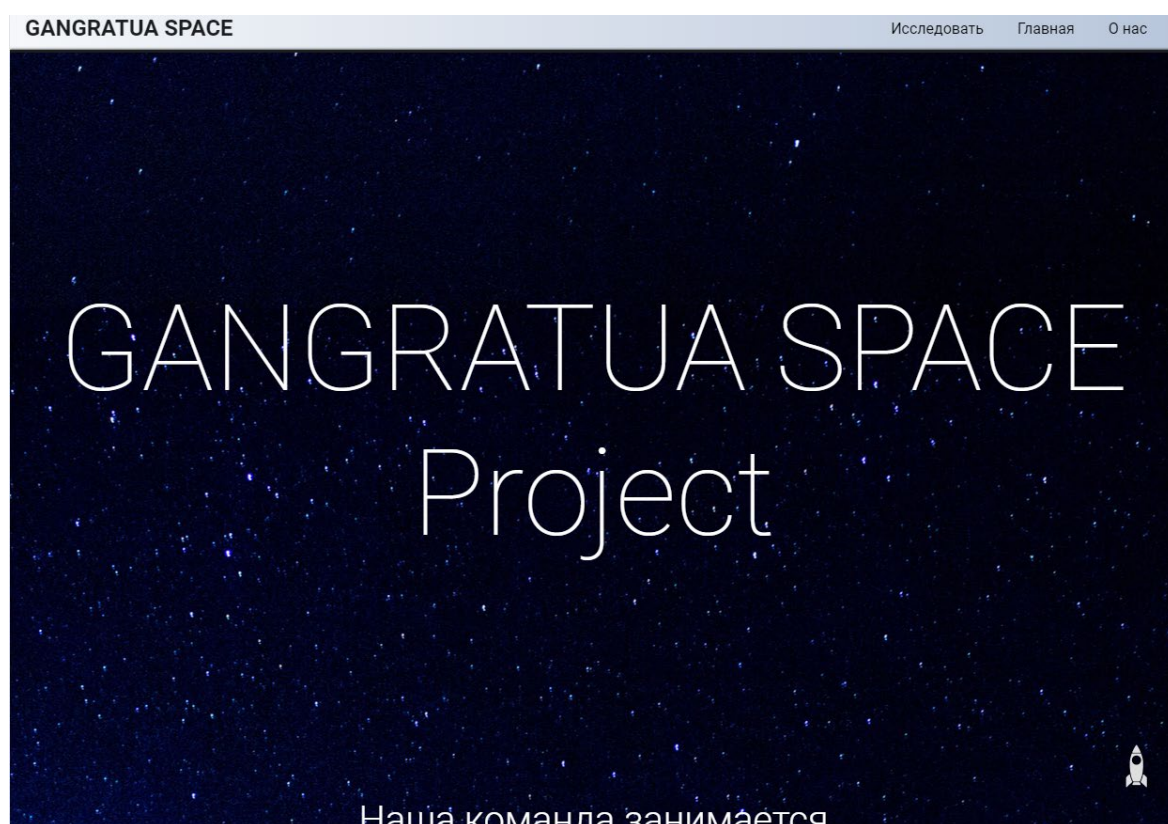 GANGRATUA SPACE
Исследовать Главная О нас
GANGRATUA SPACE
Project
Наша команда занимается